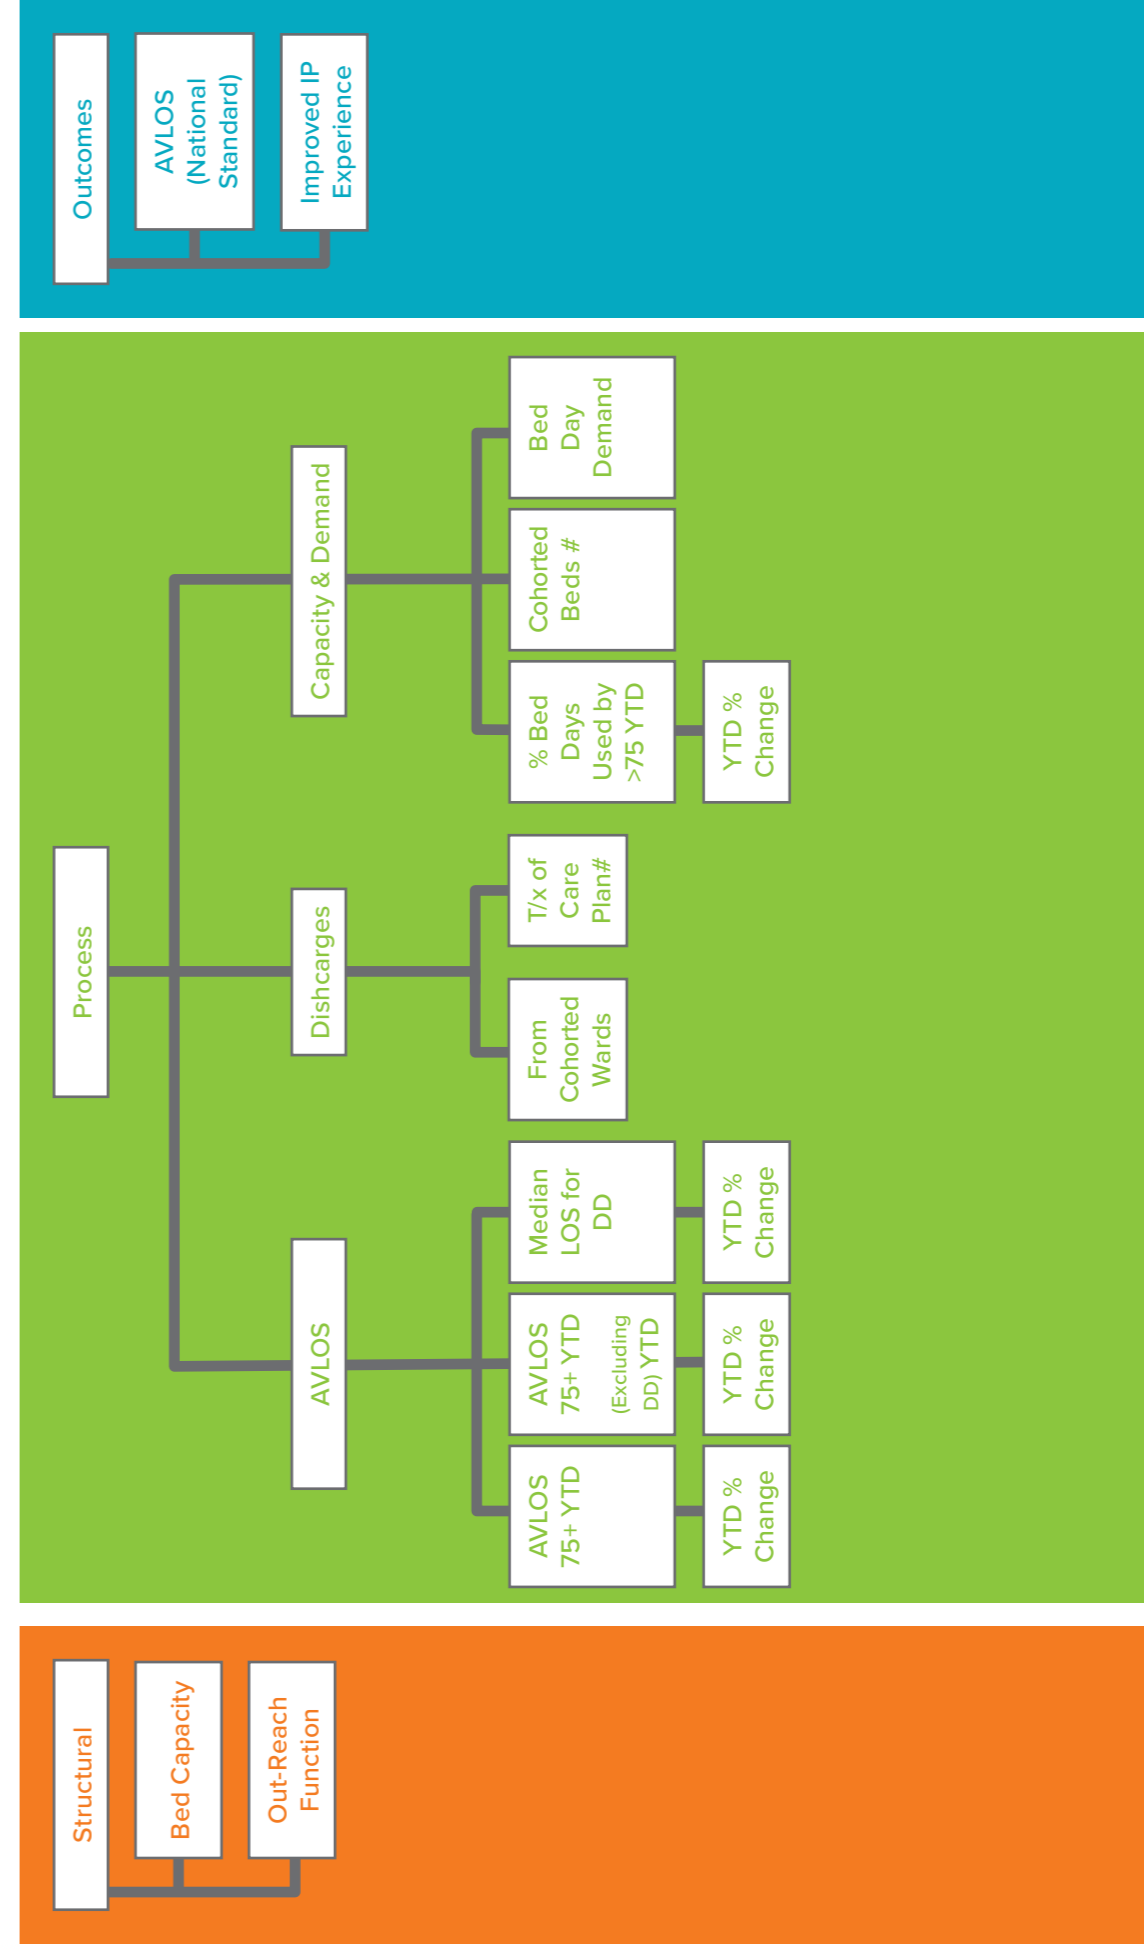 Structural
Bed Capacity
Out-Reach
Function
Process
AVLOS
AVLOS
75+ YTD
YTD %
Change
AVLOS
75+ YTD
(Excluding
DD) YTD
YTD %
Change
Median
LOS for
DD
YTD %
Change
Dishcarges
From
Cohorted
Wards
T/x of
Care
Plan#
Capacity & Demand
% Bed
Days
Used by
>75 YTD
YTD %
Change
Cohorted
Beds #
Bed
Day
Demand
Outcomes
AVLOS
(National
Standard)
Improved IP
Experience